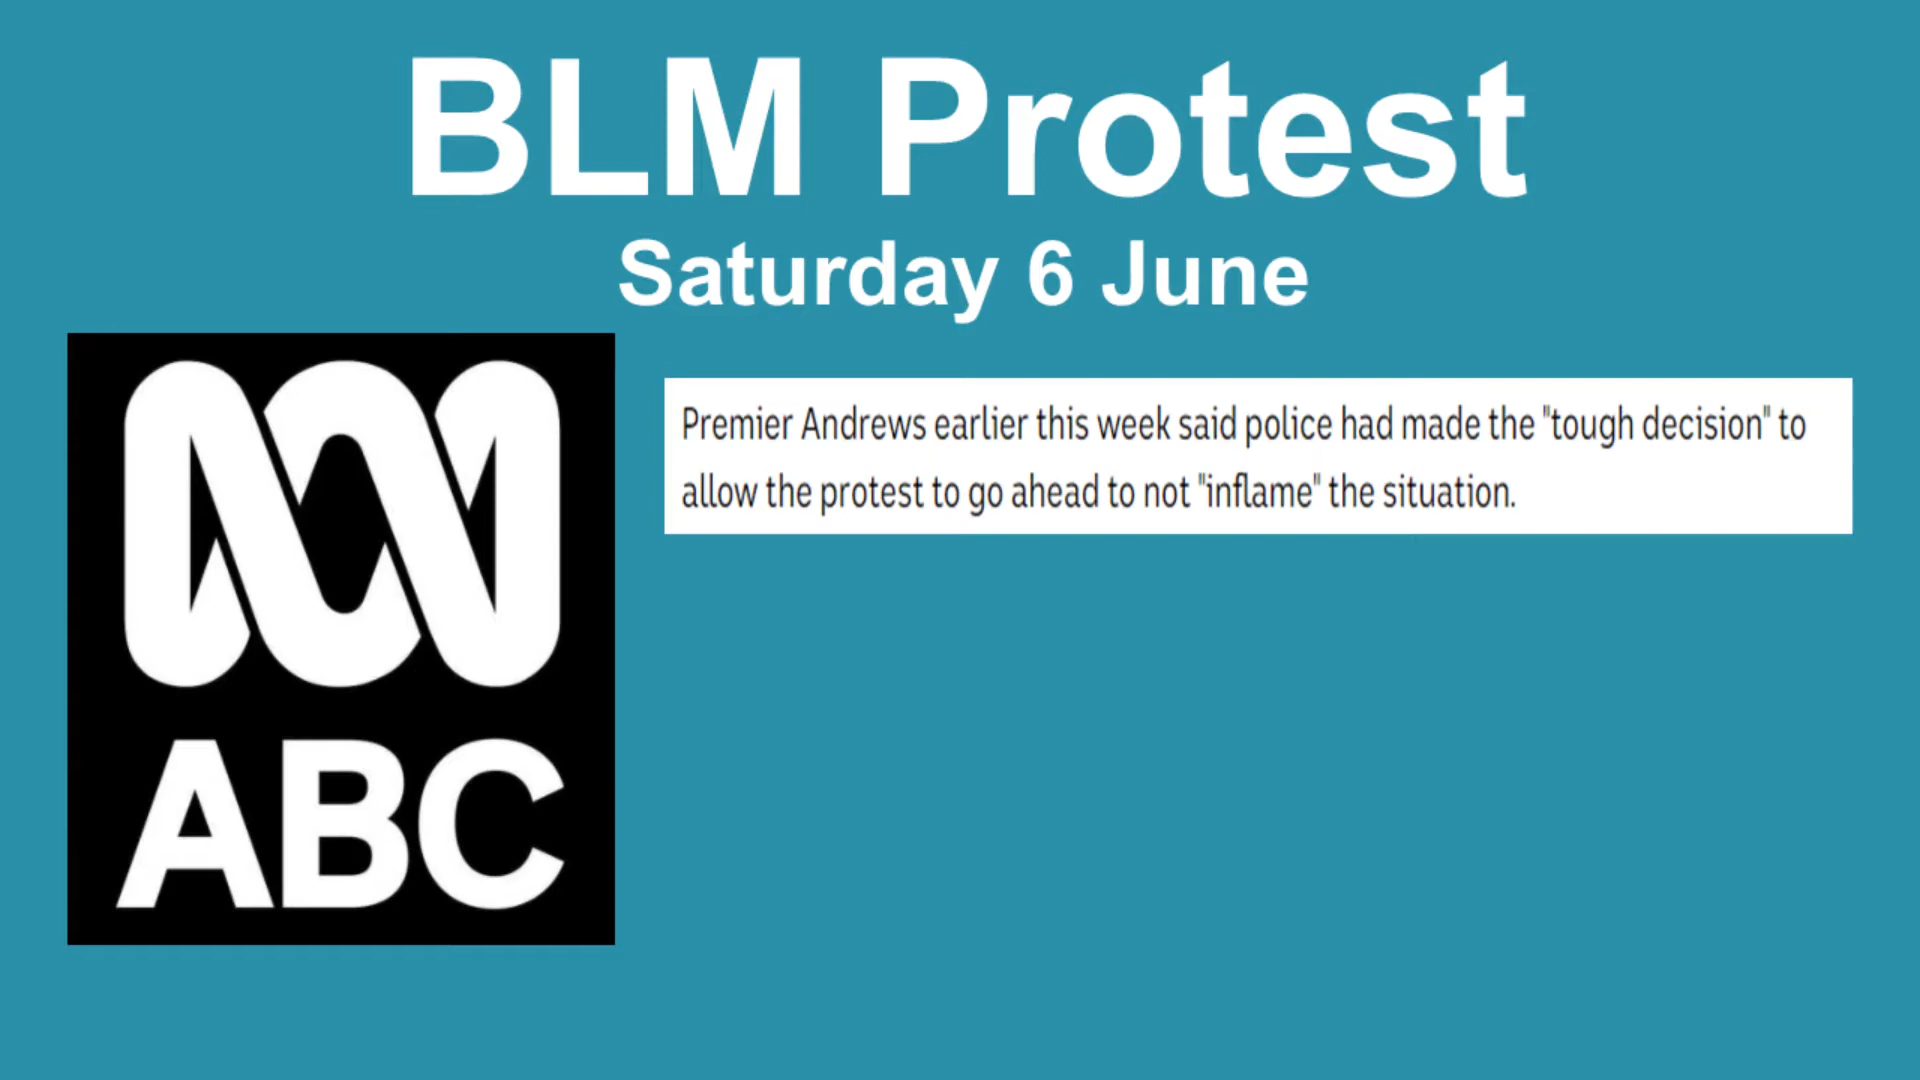 BLM Protest
Saturday 6 June
Premier Andrews earlier this week said police had made the "tough decision" to
allow the protest to go ahead to not "inflame" the situation.
ABC